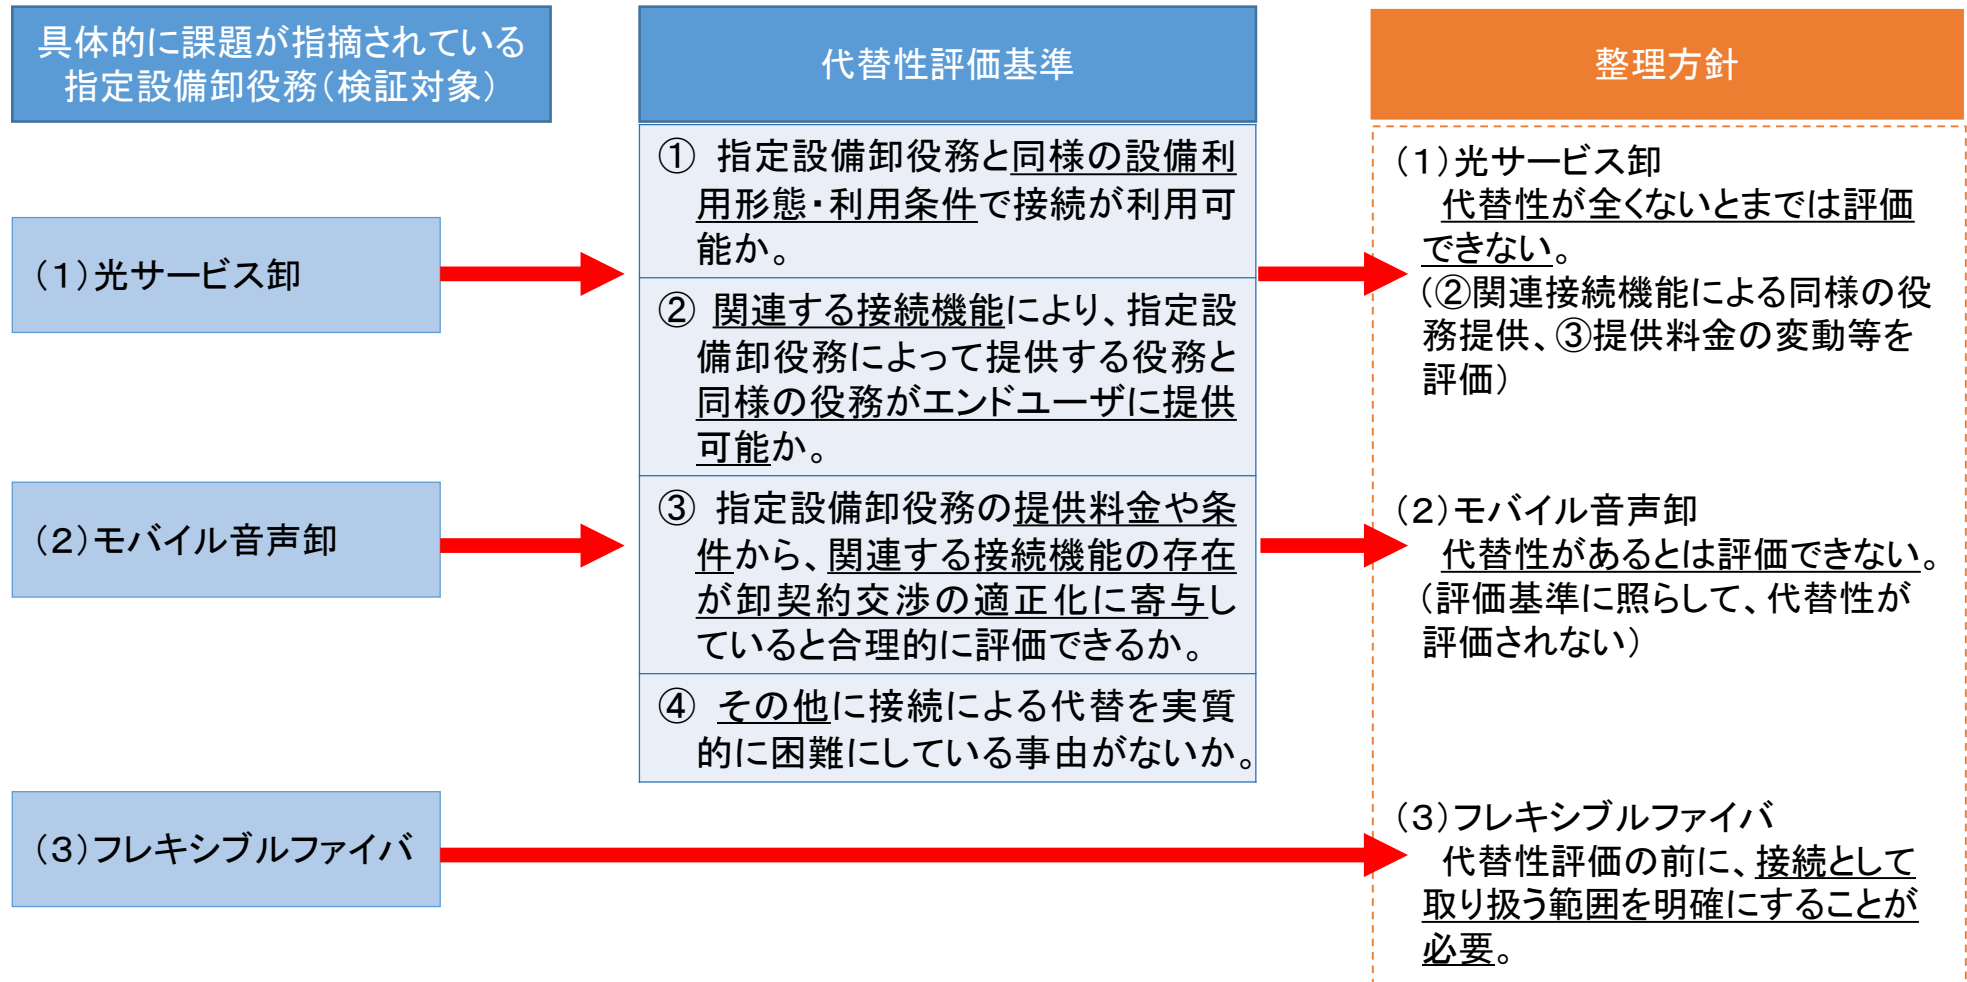 具体的に課題が指摘されている
指定設備卸役務(検証対象)
(1)光サービス卸
(2)モバイル音声卸
(3)フレキシブルファイバ
代替性評価基準
① 指定設備卸役務と同様の設備利
用形態・利用条件で接続が利用可
能か。
② 関連する接続機能により、指定設
備卸役務によって提供する役務と
同様の役務がエンドユーザに提供
可能か。
③ 指定設備卸役務の提供料金や条
件から、関連する接続機能の存在
が卸契約交渉の適正化に寄与し
ていると合理的に評価できるか。
④ その他に接続による代替を実質
的に困難にしている事由がないか。
整理方針
(1)光サービス卸
代替性が全くないとまでは評価
できない。
(②関連接続機能による同様の役
務提供、③提供料金の変動等を
評価)
(2)モバイル音声卸
代替性があるとは評価できない。
(評価基準に照らして、代替性が
評価されない)
(3)フレキシブルファイバ
代替性評価の前に、接続として
取り扱う範囲を明確にすることが
必要。